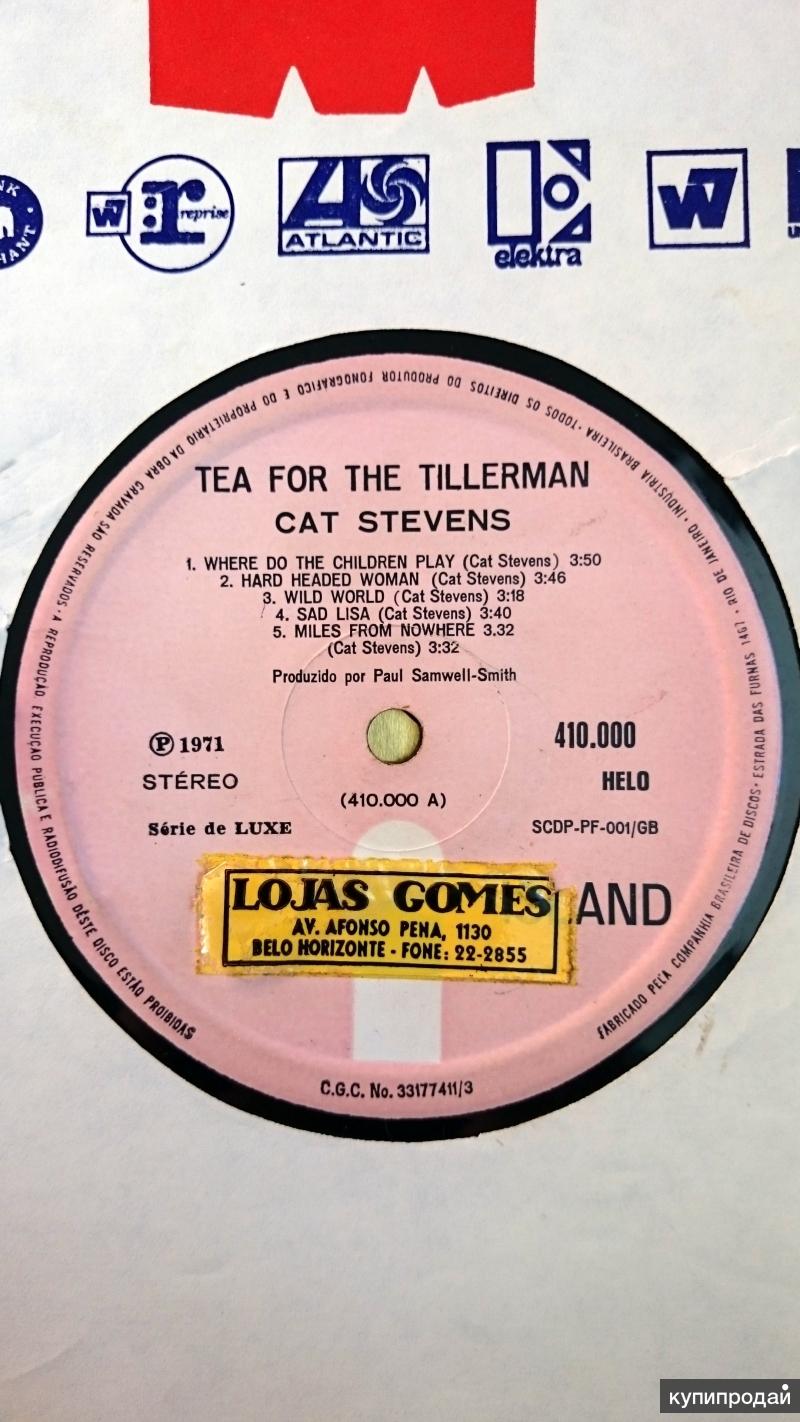 NK
HANT
W
r
reprise
ATLANTIC
elektra
W
TEA FOR THE TILLERMAN
CAT STEVENS
1. WHERE DO THE CHILDREN PLAY (Cat Stevens) 3:50
2. HARD HEADED WOMAN (Cat Stevens) 3:46
3. WILD WORLD (Cat Stevens) 3:18
4. SAD LISA (Cat Stevens) 3:40
5. MILES FROM NOWHERE 3.32
(Cat Stevens) 3:32
Produzido por Paul Samwell-Smith
Ⓟ 1971
STÉREO
Série de LUXE
(410.000 A)
410.000
HELO
SCDP-PF-001/GB
LOJAS GOMES
AV. AFONSO PENA, 1130
BELO HORIZONTE - FONE: 22-2855
AND
C.G.C. No. 33177411/3
FABRICADO PELA COMPANHIA BRASILEIRA DE DISCOS · ESTRADA DAS FURNAS 1467 · RIO DE JANEIRO · INDUSTRIA BRASILEIRA · TODOS OS DIREITOS DO PRODUTOR FONOGRÁFICO E DO PROPRIETÁRIO DA OBRA GRAVADA SÃO RESERVADOS · A REPRODUÇÃO EXECUÇÃO PÚBLICA E RADIODIFUSÃO DÊSTE DISCO ESTÃO PROIBIDAS
купипродай